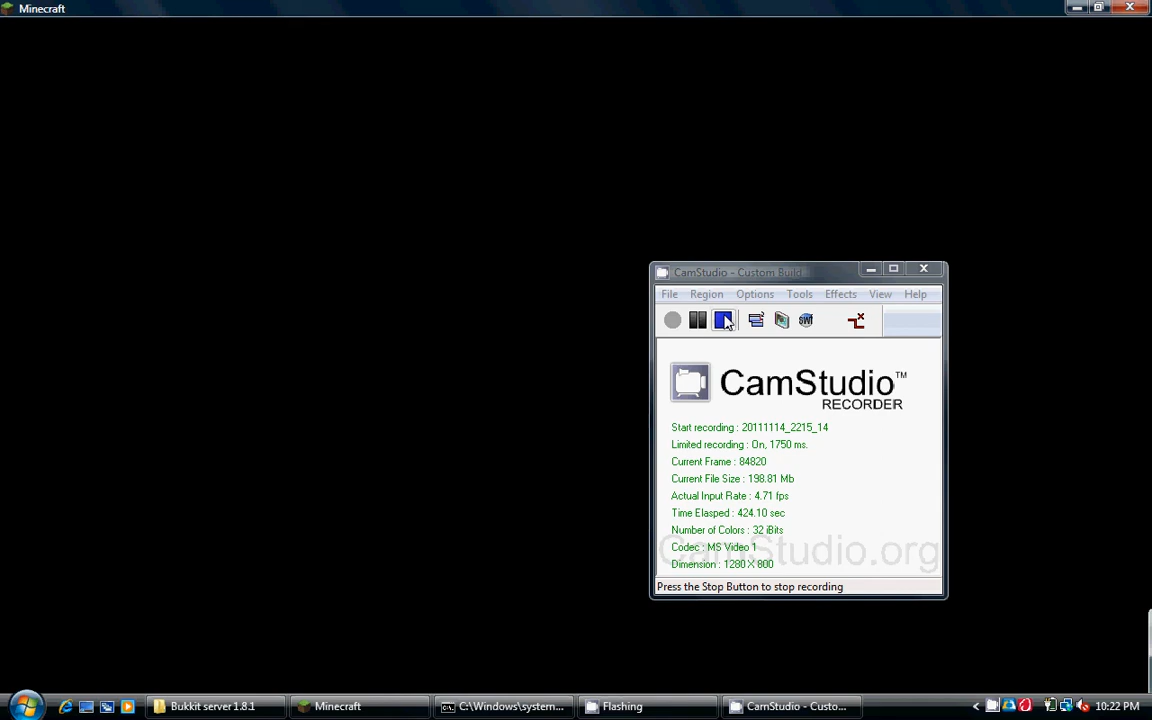 Minecraft
CamStudio - Custom Build
File Region Options Tools Effects View Help
SWF
CamStudio™
RECORDER
Start recording : 20111114_2215_14
Limited recording : On, 1750 ms.
Current Frame : 84820
Current File Size : 198.81 Mb
Actual Input Rate : 4.71 fps
Time Elasped : 424.10 sec
Number of Colors : 32 iBits
Codec : MS Video 1
CamStudio.org
Dimension : 1280 X 800
Press the Stop Button to stop recording
Bukkit server 1.8.1 Minecraft C:\Windows\system... Flashing CamStudio - Custo... 10:22 PM